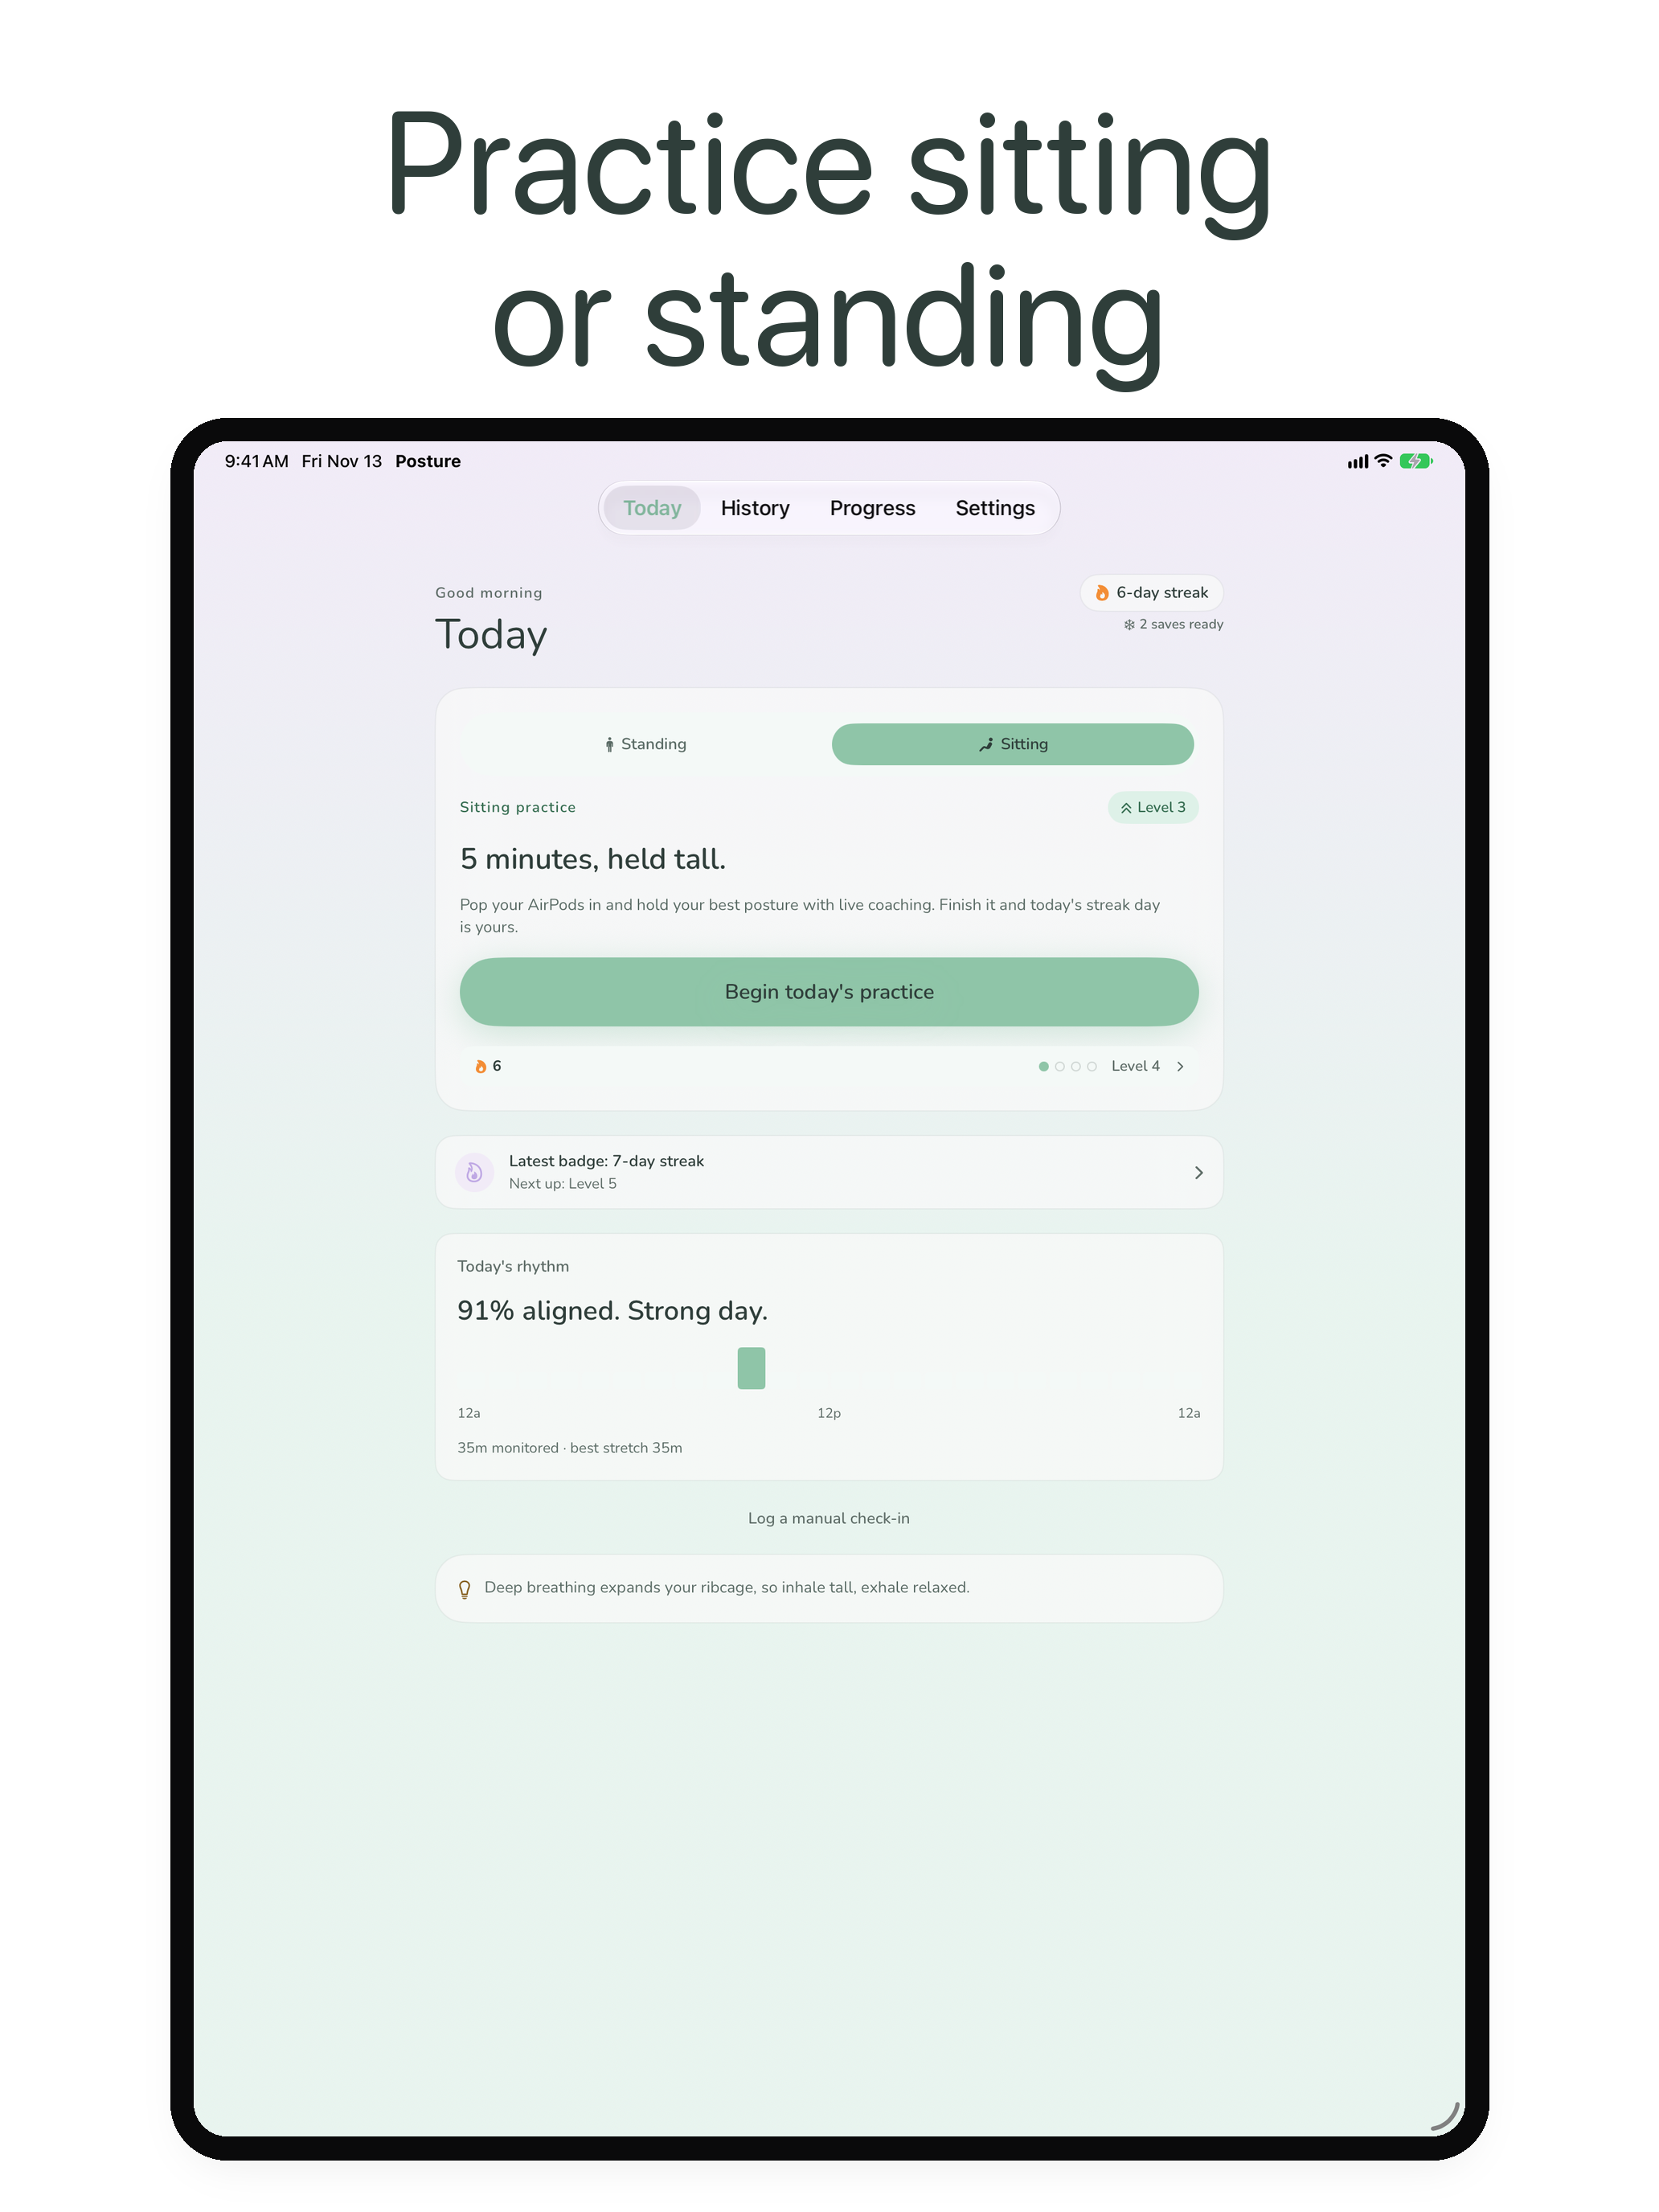 Practice sitting
or standing
9:41 AM Fri Nov 13 Posture
Today History Progress Settings
Good morning
6-day streak
Today
2 saves ready
Standing Sitting
Sitting practice
Level 3
5 minutes, held tall.
Pop your AirPods in and hold your best posture with live coaching. Finish it and today's streak day
is yours.
Begin today's practice
6
Level 4
Latest badge: 7-day streak
Next up: Level 5
Today's rhythm
91% aligned. Strong day.
12a 12p 12a
35m monitored · best stretch 35m
Log a manual check-in
Deep breathing expands your ribcage, so inhale tall, exhale relaxed.